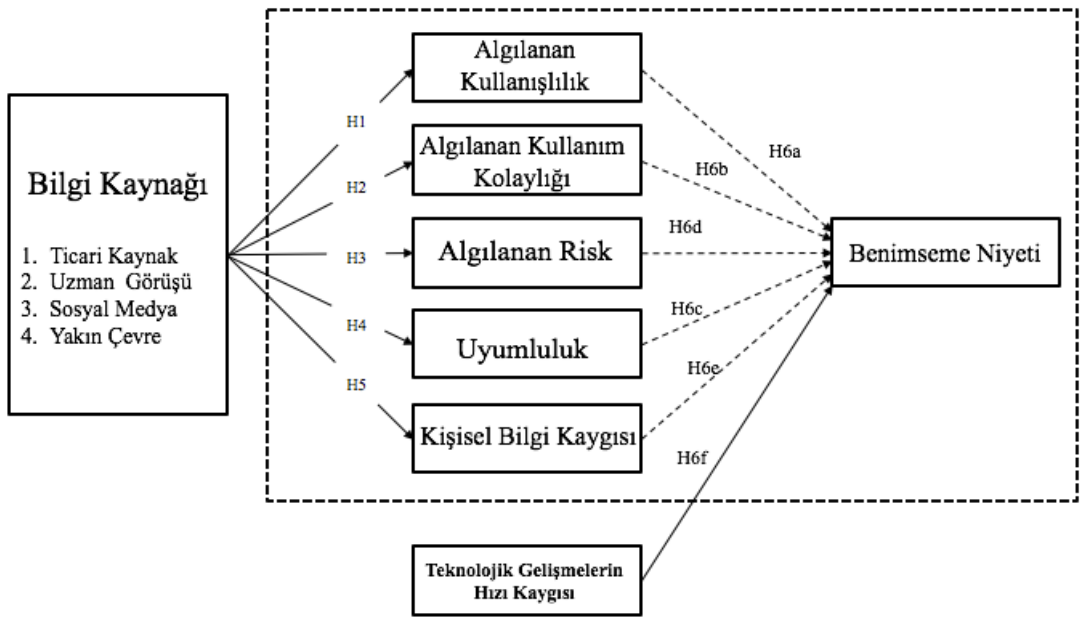 Bilgi Kaynağı
1. Ticari Kaynak
2. Uzman Görüşü
3. Sosyal Medya
4. Yakın Çevre
H1
H2
H3
H4
H5
Algılanan
Kullanışlılık
Algılanan Kullanım
Kolaylığı
Algılanan Risk
Uyumluluk
Kişisel Bilgi Kaygısı
H6a
H6b
H6d
H6c
H6e
H6f
Benimseme Niyeti
Teknolojik Gelişmelerin
Hızı Kaygısı